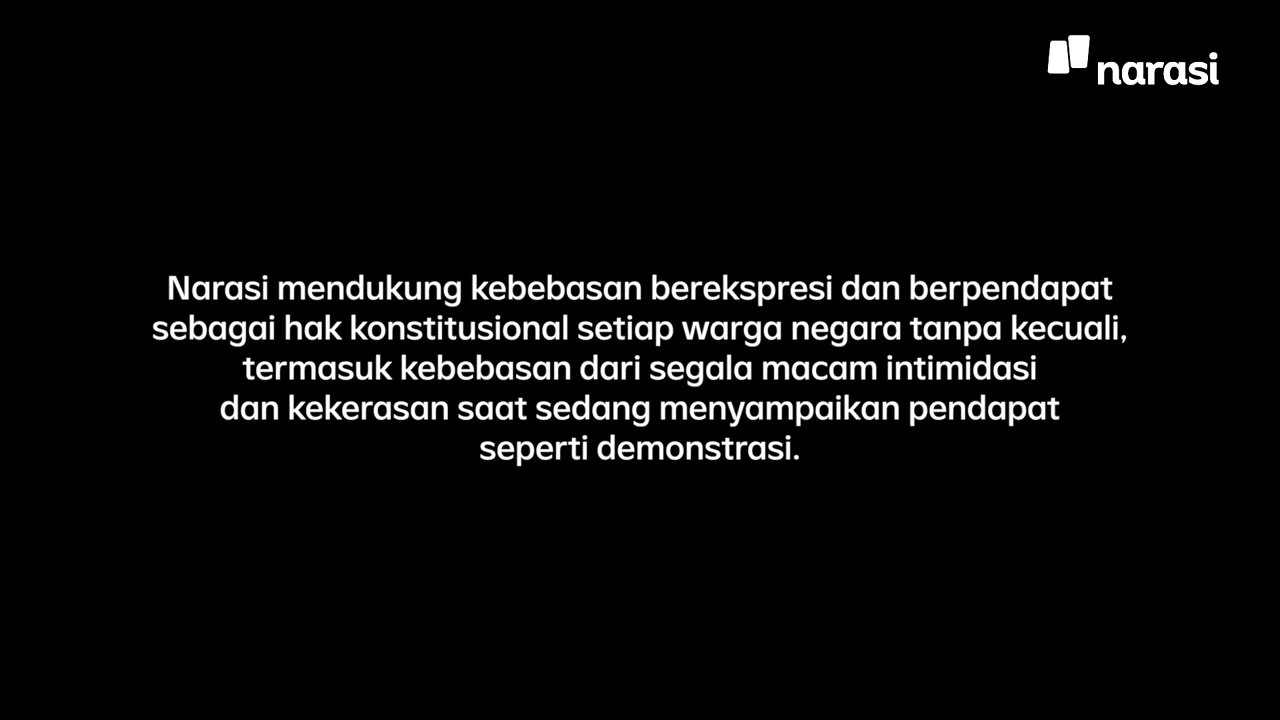 narasi
Narasi mendukung kebebasan berekspresi dan berpendapat
sebagai hak konstitusional setiap warga negara tanpa kecuali,
termasuk kebebasan dari segala macam intimidasi
dan kekerasan saat sedang menyampaikan pendapat
seperti demonstrasi.